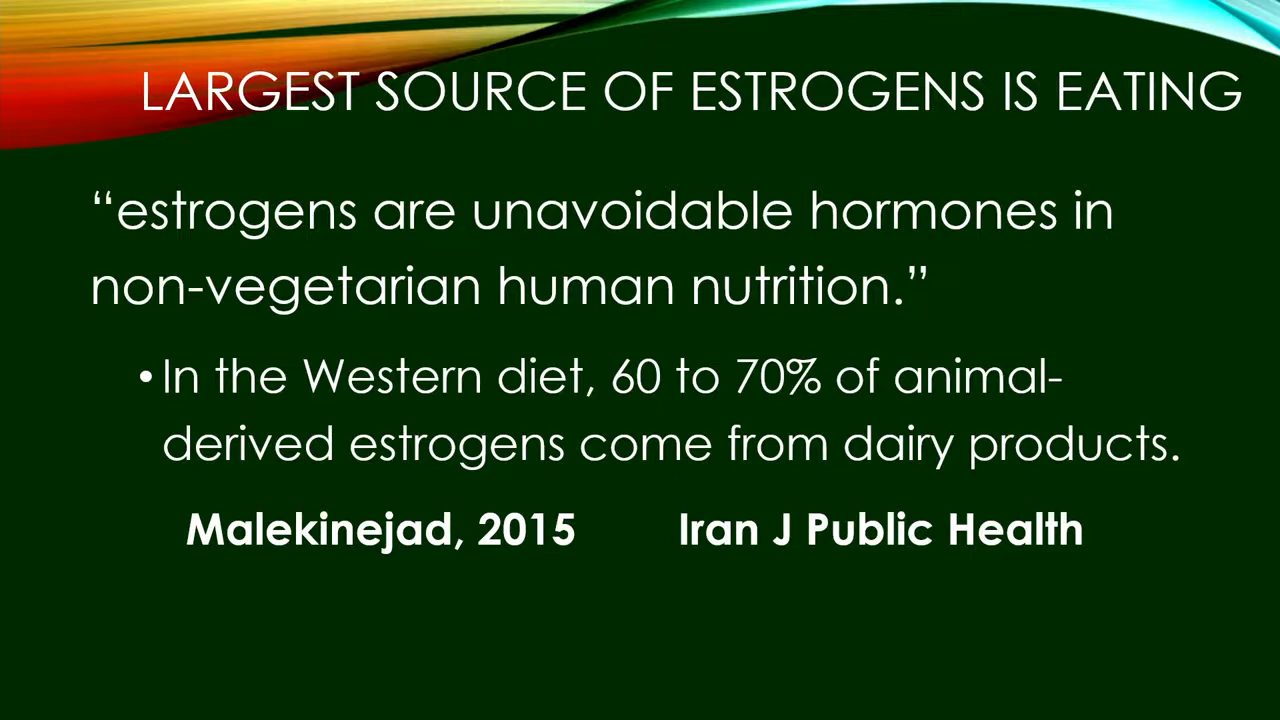 LARGEST SOURCE OF ESTROGENS IS EATING
“estrogens are unavoidable hormones in
non-vegetarian human nutrition.”
• In the Western diet, 60 to 70% of animal-
derived estrogens come from dairy products.
Malekinejad, 2015 Iran J Public Health